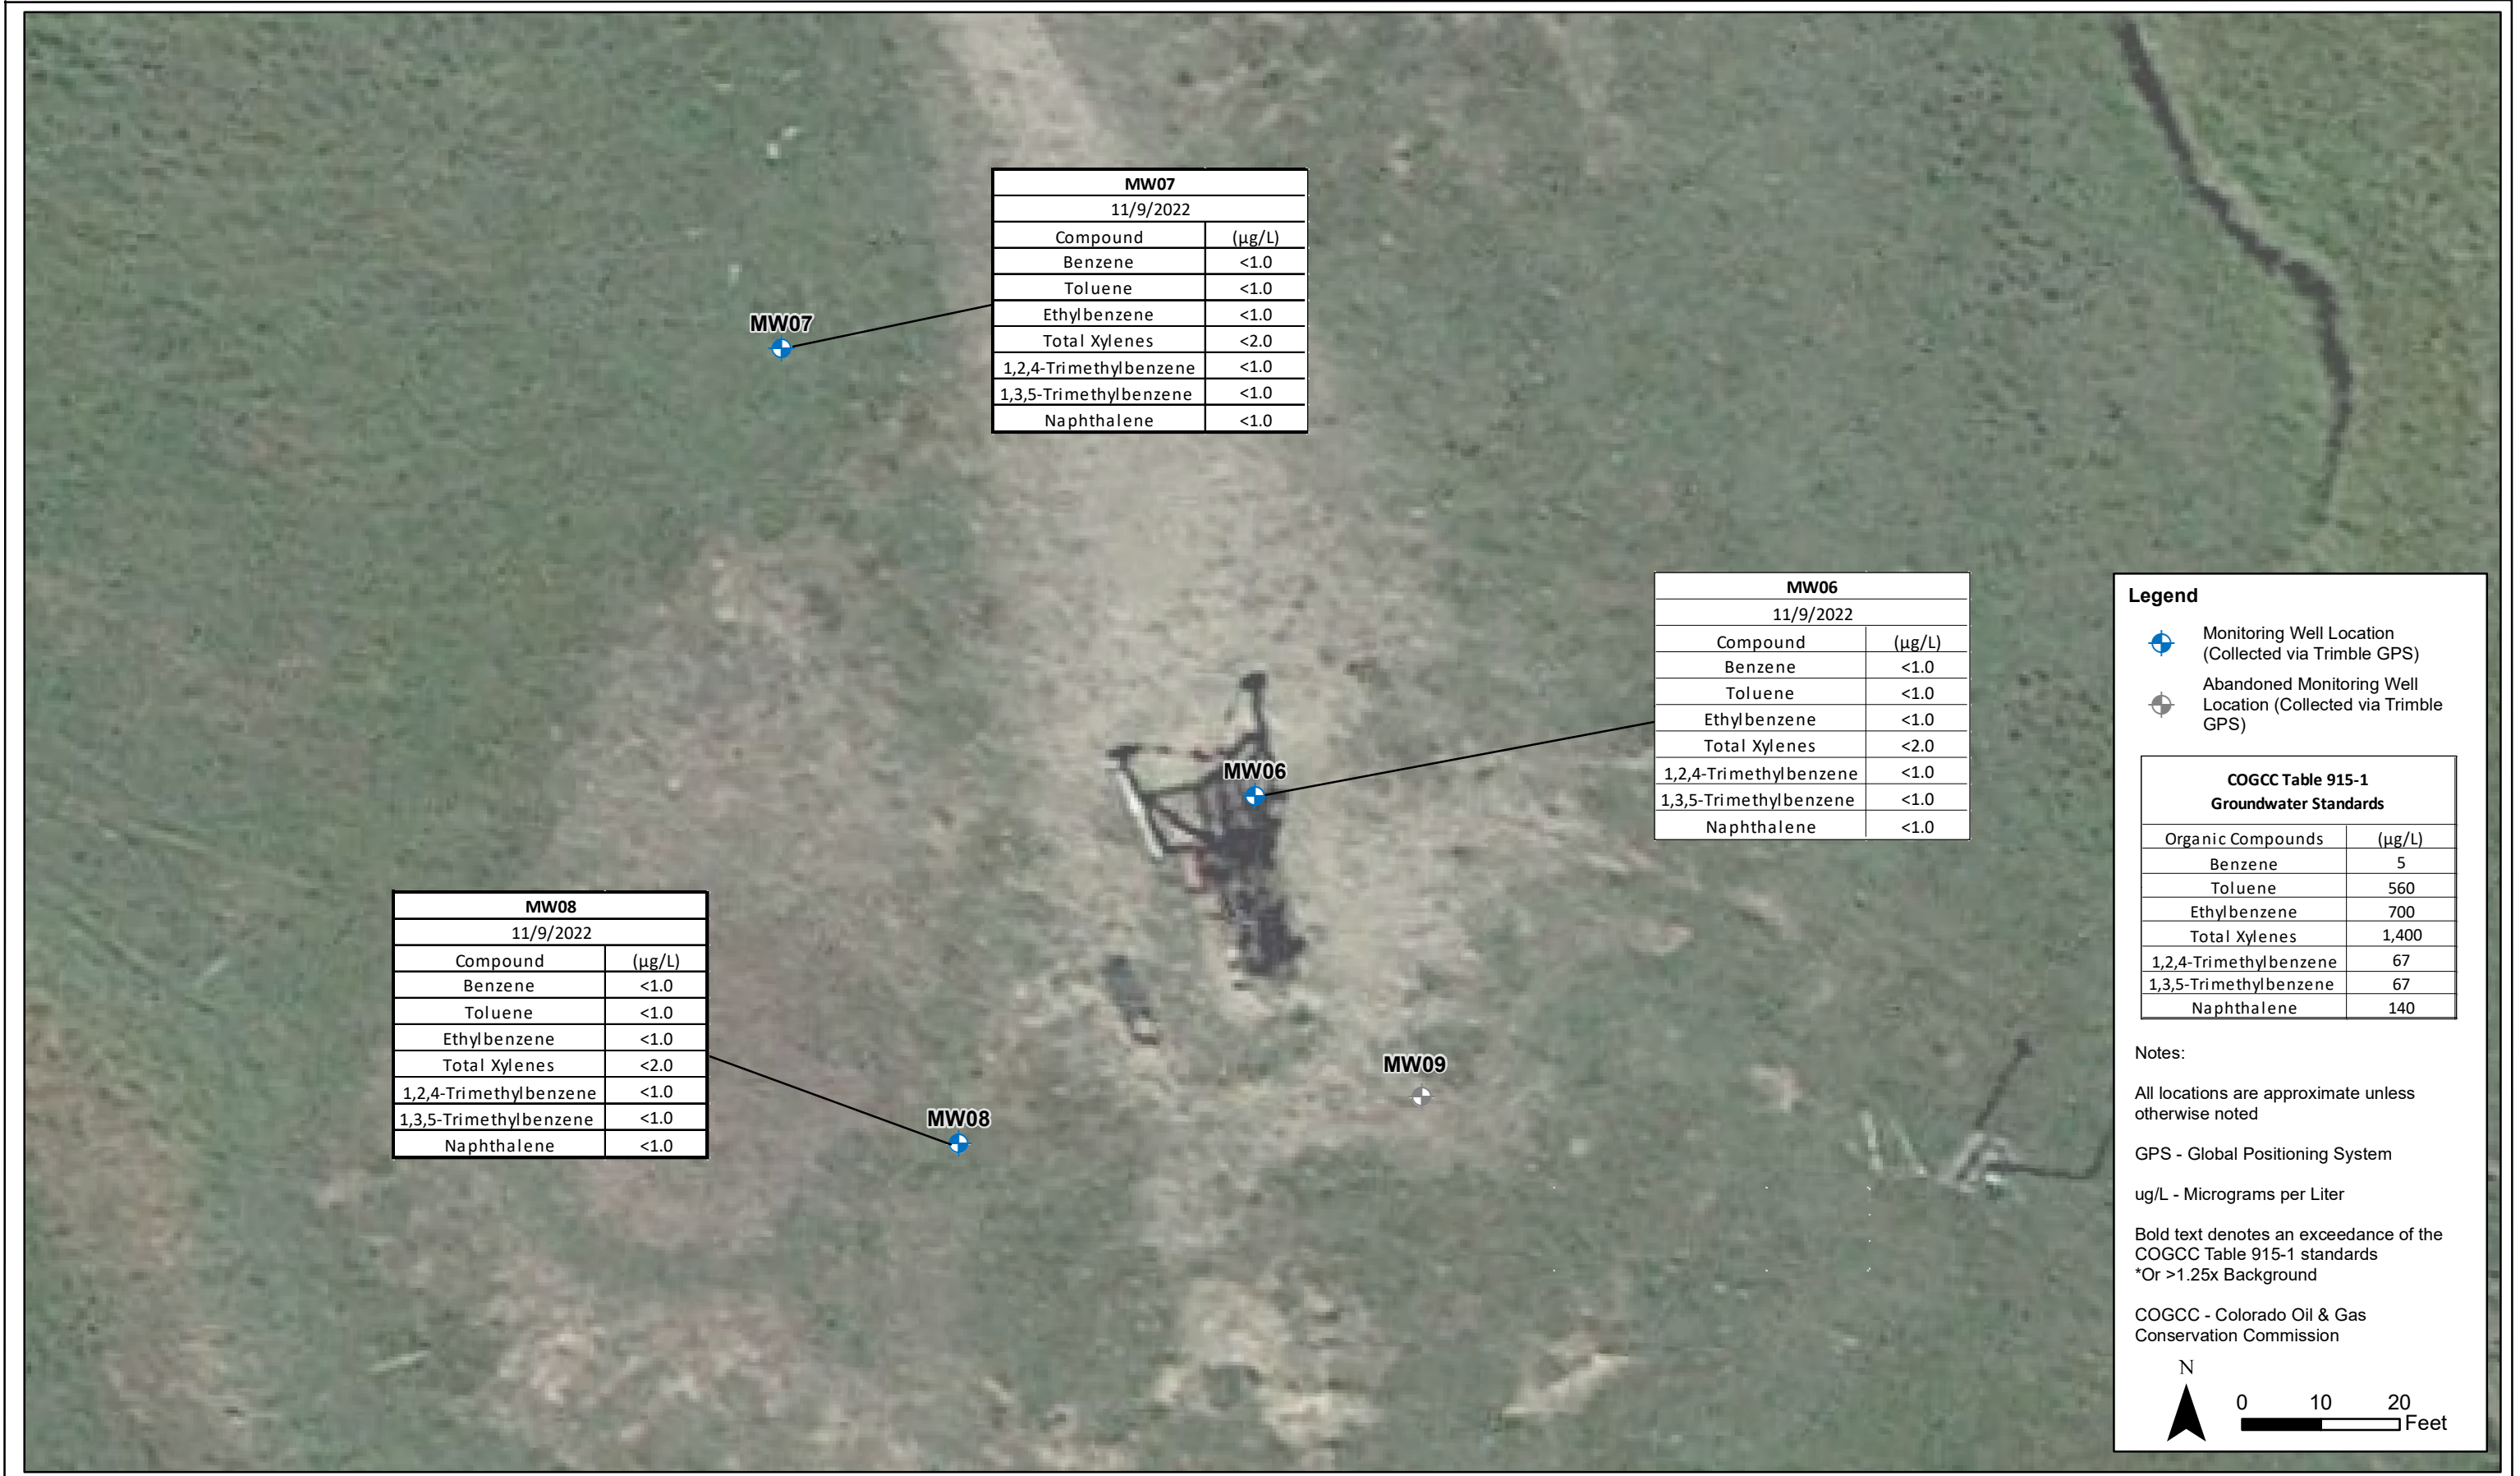 MW07
11/9/2022
Compound (µg/L)
Benzene <1.0
Toluene <1.0
Ethylbenzene <1.0
Total Xylenes <2.0
1,2,4-Trimethylbenzene <1.0
1,3,5-Trimethylbenzene <1.0
Naphthalene <1.0
MW07
MW06
11/9/2022
Compound (µg/L)
Benzene <1.0
Toluene <1.0
Ethylbenzene <1.0
Total Xylenes <2.0
1,2,4-Trimethylbenzene <1.0
1,3,5-Trimethylbenzene <1.0
Naphthalene <1.0
MW06
MW08
11/9/2022
Compound (µg/L)
Benzene <1.0
Toluene <1.0
Ethylbenzene <1.0
Total Xylenes <2.0
1,2,4-Trimethylbenzene <1.0
1,3,5-Trimethylbenzene <1.0
Naphthalene <1.0
MW08
MW09
Legend
Monitoring Well Location
(Collected via Trimble GPS)
Abandoned Monitoring Well
Location (Collected via Trimble
GPS)
COGCC Table 915-1
Groundwater Standards
Organic Compounds (µg/L)
Benzene 5
Toluene 560
Ethylbenzene 700
Total Xylenes 1,400
1,2,4-Trimethylbenzene 67
1,3,5-Trimethylbenzene 67
Naphthalene 140
Notes:
All locations are approximate unless
otherwise noted
GPS - Global Positioning System
ug/L - Micrograms per Liter
Bold text denotes an exceedance of the
COGCC Table 915-1 standards
*Or >1.25x Background
COGCC - Colorado Oil & Gas
Conservation Commission
N
0 10 20
Feet